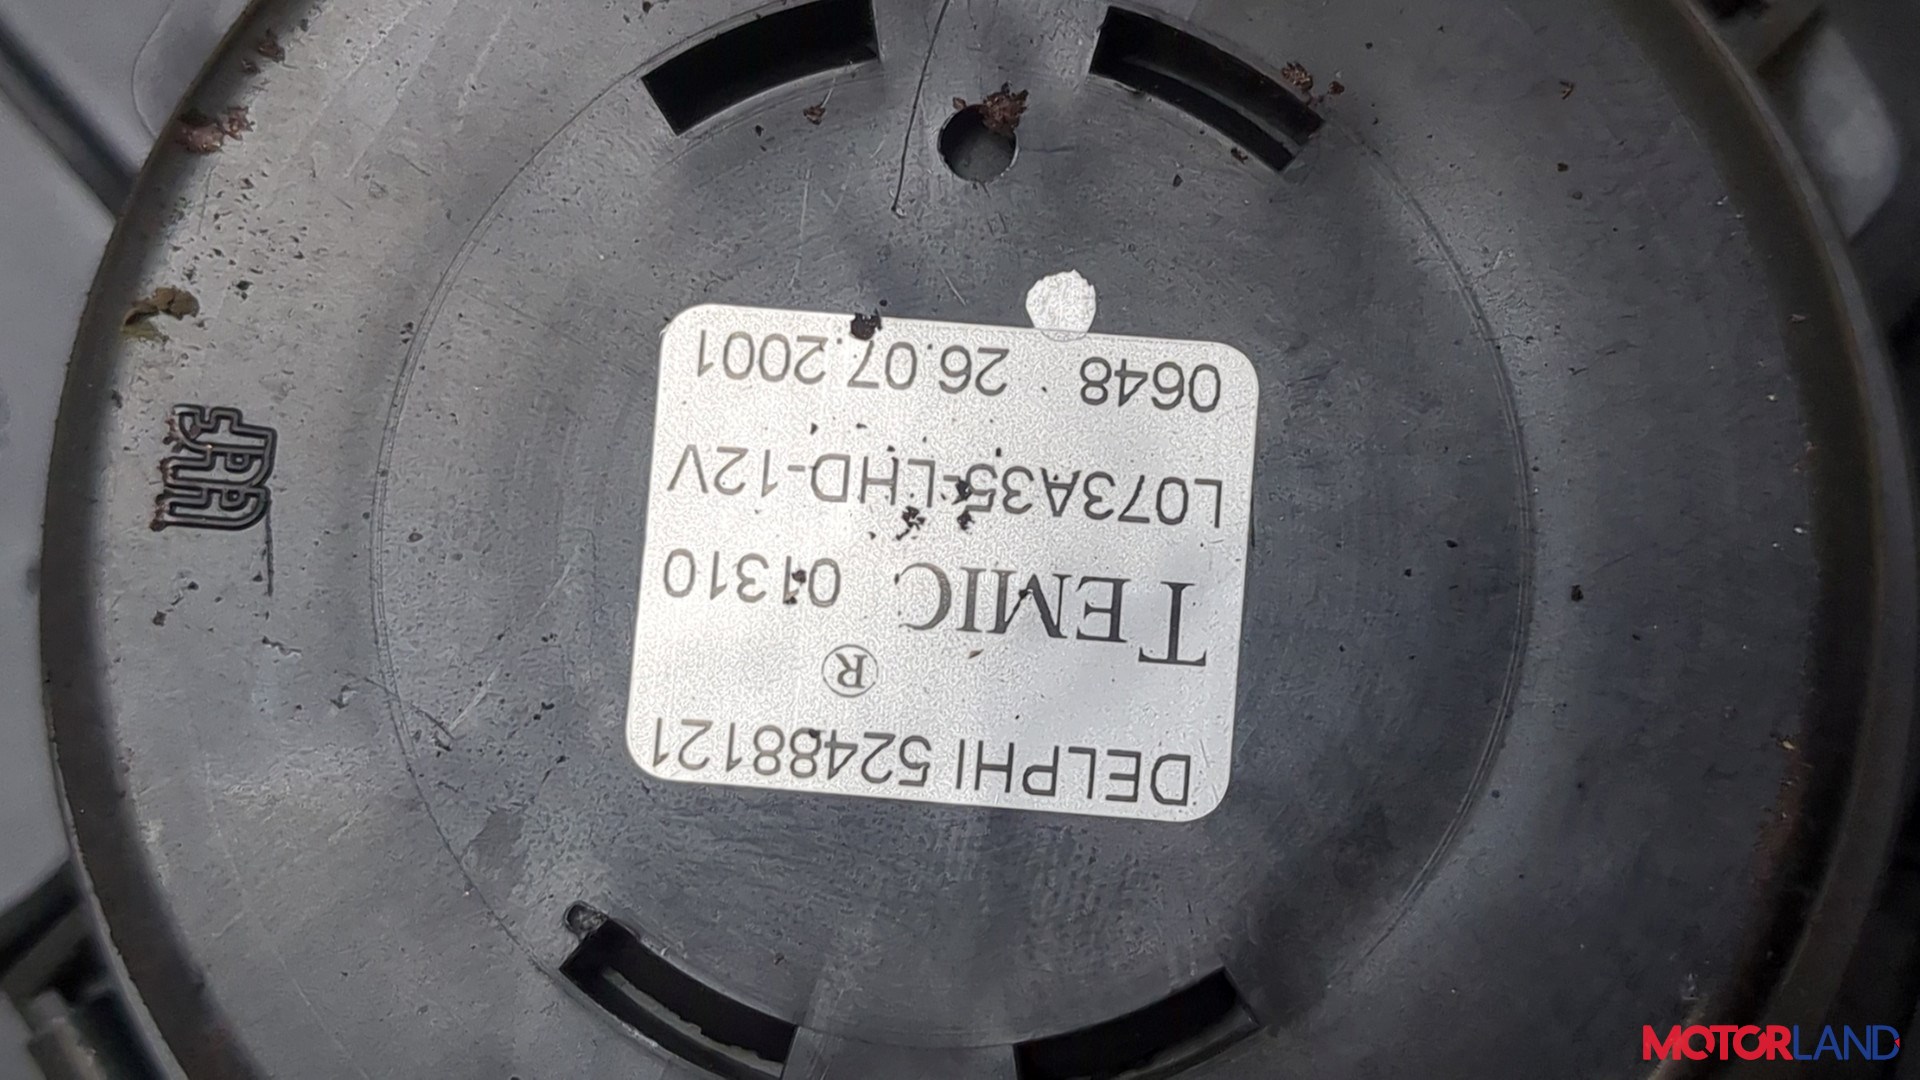 DELPHI 52488121
®
TEMIC 01310
L073A35-LHD-12V
0648 26.07.2001
MOTORLAND